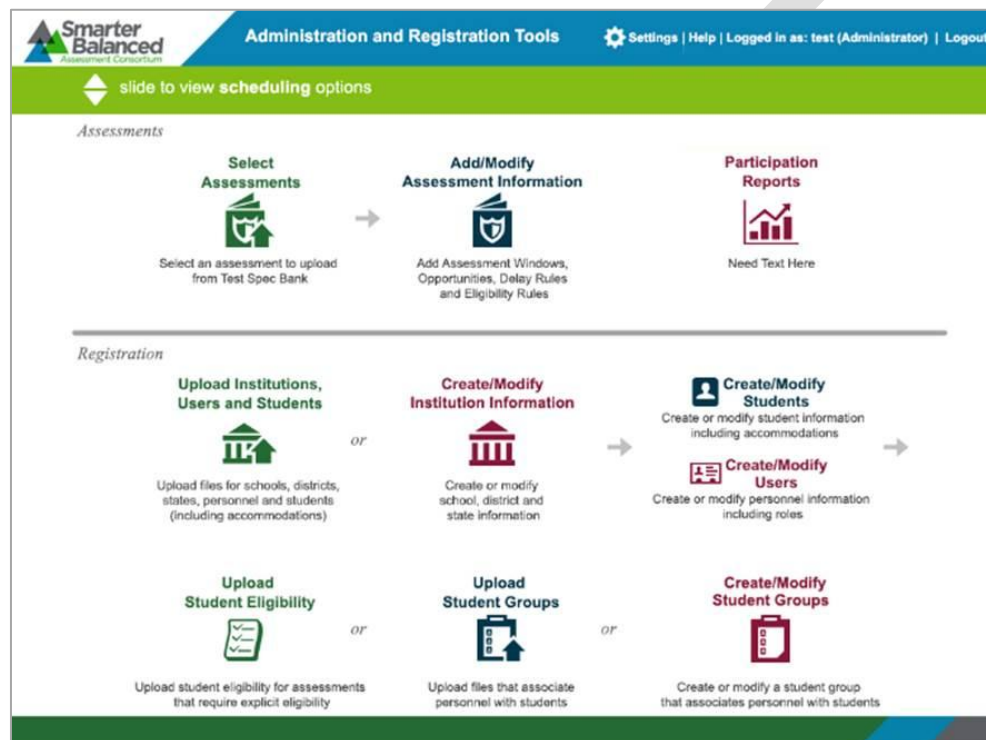 Smarter
Balanced
Assessment Consortium
Administration and Registration Tools
Settings | Help | Logged in as: test (Administrator) | Logout
slide to view scheduling options
Assessments
Select
Assessments
Select an assessment to upload
from Test Spec Bank
Add/Modify
Assessment Information
Add Assessment Windows,
Opportunities, Delay Rules
and Eligibility Rules
Participation
Reports
Need Text Here
Registration
Upload Institutions,
Users and Students
Upload files for schools, districts,
states, personnel and students
(including accommodations)
or
Create/Modify
Institution Information
Create or modify
school, district and
state information
Create/Modify
Students
Create or modify student information
including accommodations
Create/Modify
Users
Create or modify personnel information
including roles
Upload
Student Eligibility
Upload student eligibility for assessments
that require explicit eligibility
or
Upload
Student Groups
Upload files that associate
personnel with students
or
Create/Modify
Student Groups
Create or modify a student group
that associates personnel with students